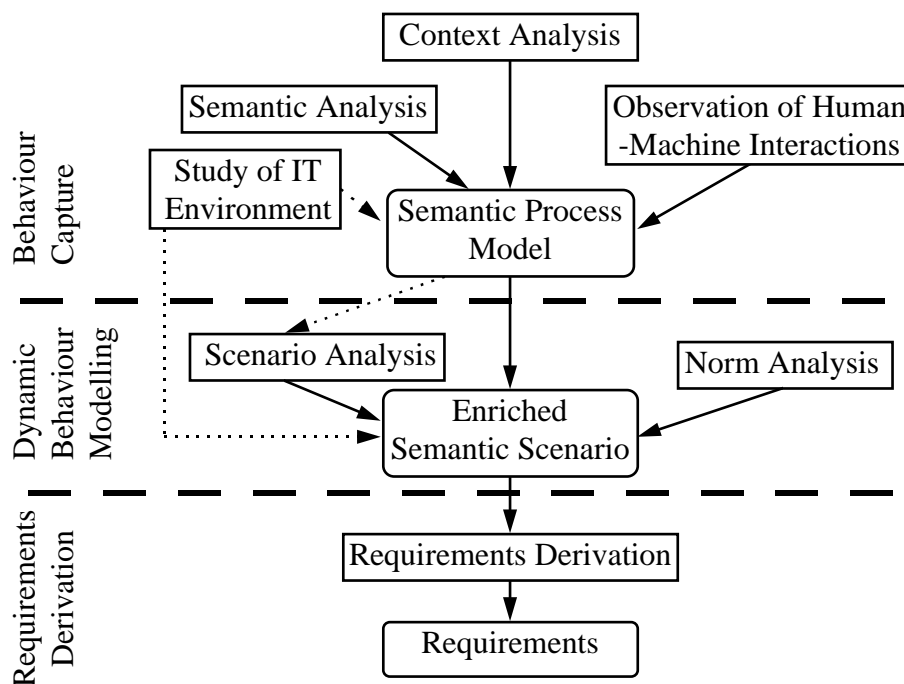 Context Analysis
Semantic Analysis
Observation of Human
-Machine Interactions
Study of IT
Environment
Semantic Process
Model
Behaviour
Capture
Scenario Analysis
Norm Analysis
Enriched
Semantic Scenario
Dynamic
Behaviour
Modelling
Requirements Derivation
Requirements
Requirements
Derivation